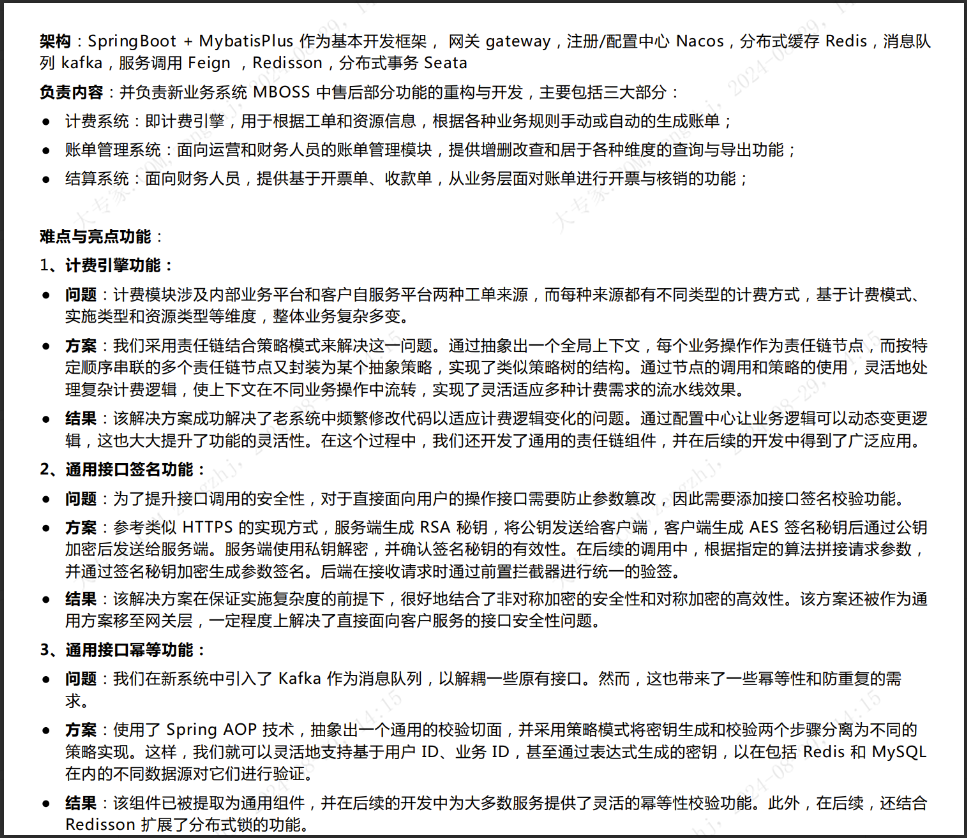 架构：SpringBoot + MybatisPlus 作为基本开发框架， 网关 gateway，注册/配置中心 Nacos，分布式缓存 Redis，消息队
列 kafka，服务调用 Feign ，Redisson，分布式事务 Seata
负责内容：并负责新业务系统 MBOSS 中售后部分功能的重构与开发，主要包括三大部分：
● 计费系统：即计费引擎，用于根据工单和资源信息，根据各种业务规则手动或自动的生成账单；
● 账单管理系统：面向运营和财务人员的账单管理模块，提供增删改查和居于各种维度的查询与导出功能；
● 结算系统：面向财务人员，提供基于开票单、收款单，从业务层面对账单进行开票与核销的功能；
难点与亮点功能：
1、计费引擎功能：
● 问题：计费模块涉及内部业务平台和客户自服务平台两种工单来源，而每种来源都有不同类型的计费方式，基于计费模式、
实施类型和资源类型等维度，整体业务复杂多变。
● 方案：我们采用责任链结合策略模式来解决这一问题。通过抽象出一个全局上下文，每个业务操作作为责任链节点，而按特
定顺序串联的多个责任链节点又封装为某个抽象策略，实现了类似策略树的结构。通过节点的调用和策略的使用，灵活地处
理复杂计费逻辑，使上下文在不同业务操作中流转，实现了灵活适应多种计费需求的流水线效果。
● 结果：该解决方案成功解决了老系统中频繁修改代码以适应计费逻辑变化的问题。通过配置中心让业务逻辑可以动态变更逻
辑，这也大大提升了功能的灵活性。在这个过程中，我们还开发了通用的责任链组件，并在后续的开发中得到了广泛应用。
2、通用接口签名功能：
● 问题：为了提升接口调用的安全性，对于直接面向用户的操作接口需要防止参数篡改，因此需要添加接口签名校验功能。
● 方案：参考类似 HTTPS 的实现方式，服务端生成 RSA 秘钥，将公钥发送给客户端，客户端生成 AES 签名秘钥后通过公钥
加密后发送给服务端。服务端使用私钥解密，并确认签名秘钥的有效性。在后续的调用中，根据指定的算法拼接请求参数，
并通过签名秘钥加密生成参数签名。后端在接收请求时通过前置拦截器进行统一的验签。
● 结果：该解决方案在保证实施复杂度的前提下，很好地结合了非对称加密的安全性和对称加密的高效性。该方案还被作为通
用方案移至网关层，一定程度上解决了直接面向客户服务的接口安全性问题。
3、通用接口幂等功能：
● 问题：我们在新系统中引入了 Kafka 作为消息队列，以解耦一些原有接口。然而，这也带来了一些幂等性和防重复的需
求。
● 方案：使用了 Spring AOP 技术，抽象出一个通用的校验切面，并采用策略模式将密钥生成和校验两个步骤分离为不同的
策略实现。这样，我们就可以灵活地支持基于用户 ID、业务 ID，甚至通过表达式生成的密钥，以在包括 Redis 和 MySQL
在内的不同数据源对它们进行验证。
● 结果：该组件已被提取为通用组件，并在后续的开发中为大多数服务提供了灵活的幂等性校验功能。此外，在后续，还结合
Redisson 扩展了分布式锁的功能。